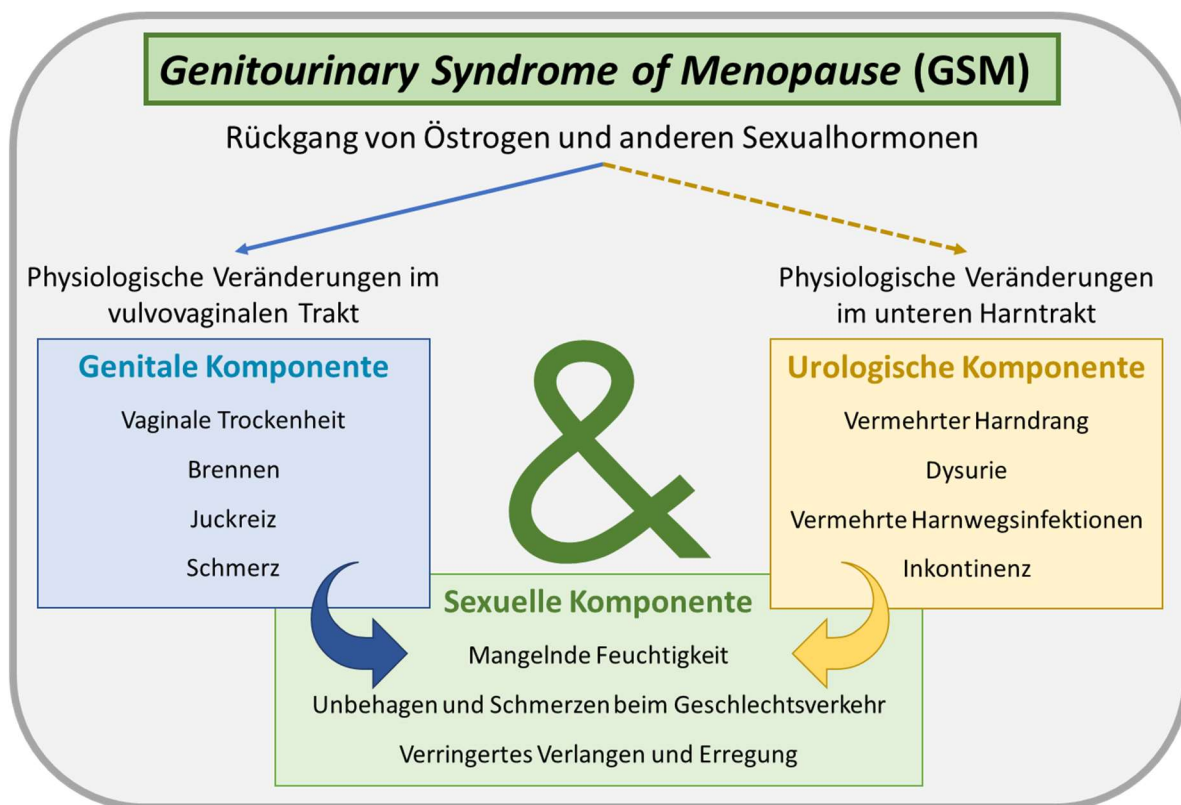 Genitourinary Syndrome of Menopause (GSM)
Rückgang von Östrogen und anderen Sexualhormonen
Physiologische Veränderungen im
vulvovaginalen Trakt
Genitale Komponente
Vaginale Trockenheit
Brennen
Juckreiz
Schmerz
&
Physiologische Veränderungen
im unteren Harntrakt
Urologische Komponente
Vermehrter Harndrang
Dysurie
Vermehrte Harnwegsinfektionen
Inkontinenz
Sexuelle Komponente
Mangelnde Feuchtigkeit
Unbehagen und Schmerzen beim Geschlechtsverkehr
Verringertes Verlangen und Erregung